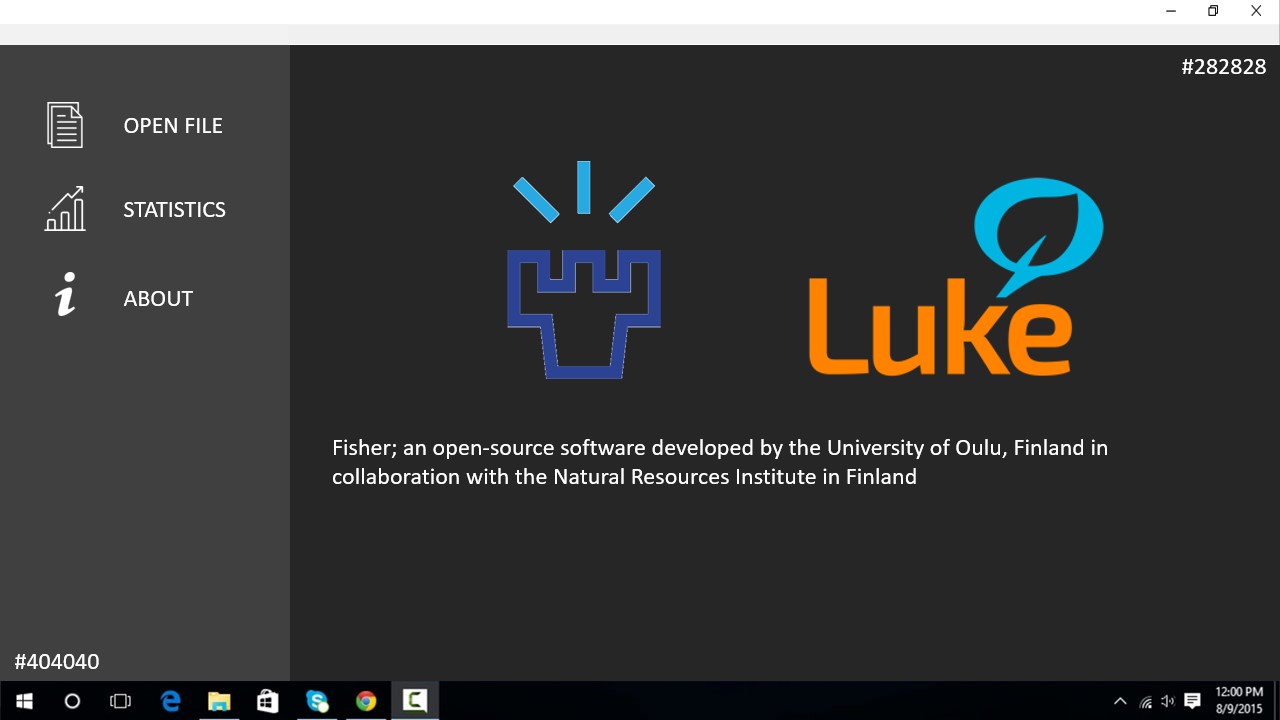 #282828
OPEN FILE
STATISTICS
ABOUT
Luke
Fisher; an open-source software developed by the University of Oulu, Finland in
collaboration with the Natural Resources Institute in Finland
#404040
12:00 PM
8/9/2015